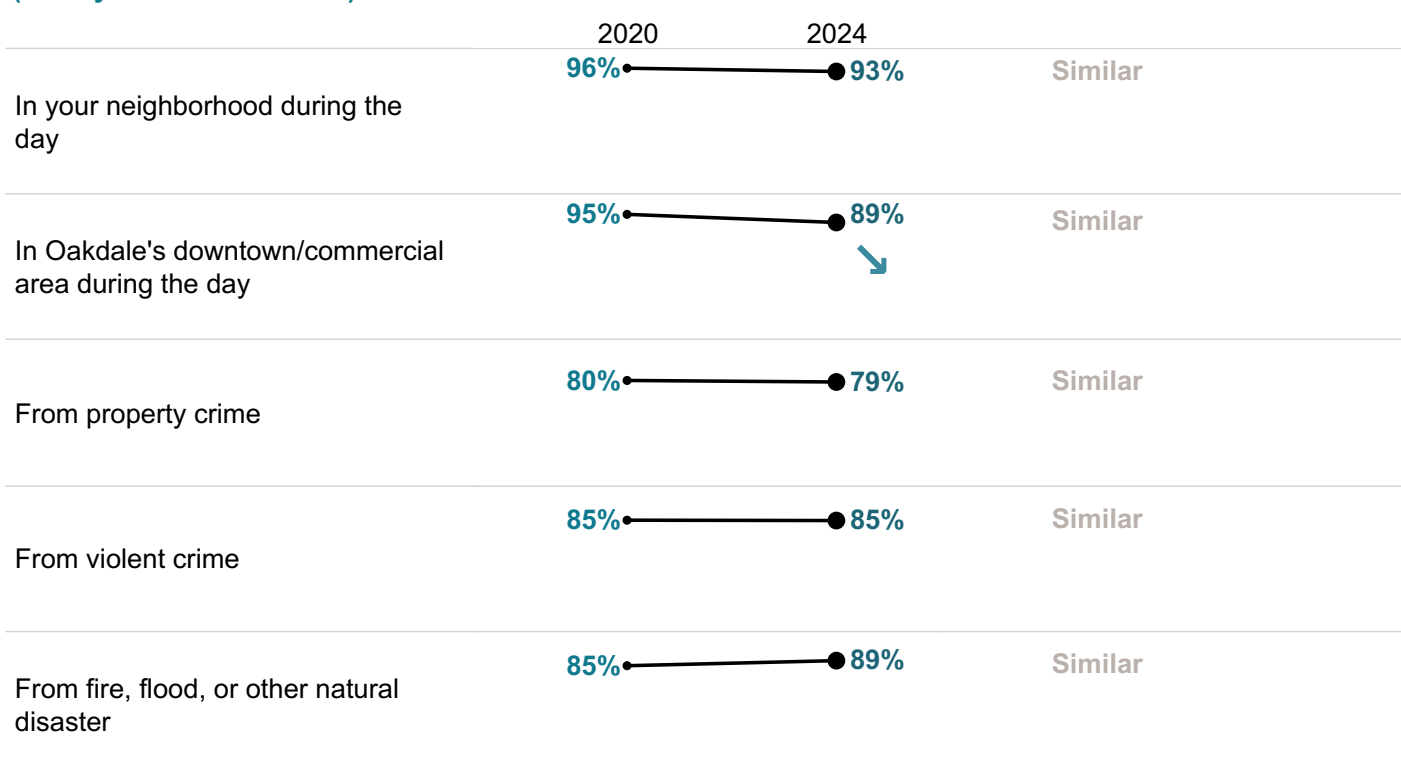 2020 2024
96% 93% Similar
In your neighborhood during the
day
95% 89% Similar
In Oakdale's downtown/commercial
area during the day
80% 79% Similar
From property crime
85% 85% Similar
From violent crime
85% 89% Similar
From fire, flood, or other natural
disaster